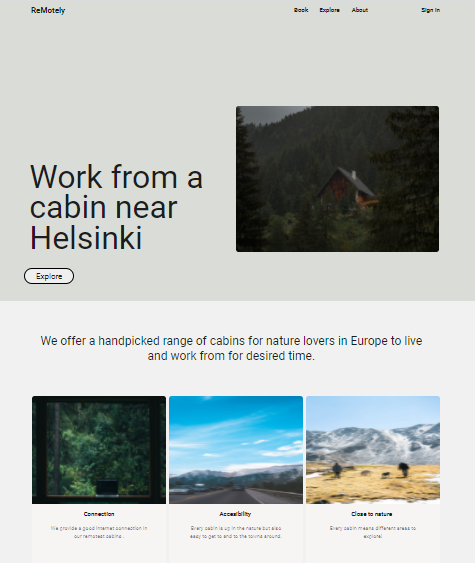 ReMotely
Book Explore About Sign In
Work from a
cabin near
Helsinki
Explore
We offer a handpicked range of cabins for nature lovers in Europe to live
and work from for desired time.
Connection
We provide a good internet connection in
our remotest cabins.
Accesibility
Every cabin is up in the nature but also
easy to get to and to the towns around.
Close to nature
Every cabin means different areas to
explore!